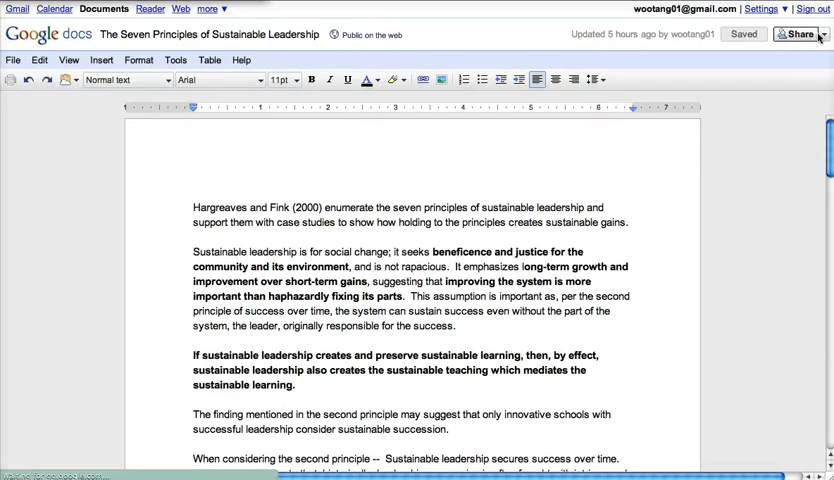 Gmail Calendar Documents Reader Web more ▼ wootang01@gmail.com | Settings ▼ | Sign out
Google docs The Seven Principles of Sustainable Leadership Public on the web Updated 5 hours ago by wootang01 Saved Share
File Edit View Insert Format Tools Table Help
Normal text Arial 11pt B I U A
1 1 2 3 4 5 6 7
Hargreaves and Fink (2000) enumerate the seven principles of sustainable leadership and
support them with case studies to show how holding to the principles creates sustainable gains.
Sustainable leadership is for social change; it seeks beneficence and justice for the
community and its environment, and is not rapacious. It emphasizes long-term growth and
improvement over short-term gains, suggesting that improving the system is more
important than haphazardly fixing its parts. This assumption is important as, per the second
principle of success over time, the system can sustain success even without the part of the
system, the leader, originally responsible for the success.
If sustainable leadership creates and preserve sustainable learning, then, by effect,
sustainable leadership also creates the sustainable teaching which mediates the
sustainable learning.
The finding mentioned in the second principle may suggest that only innovative schools with
successful leadership consider sustainable succession.
When considering the second principle -- Sustainable leadership secures success over time.